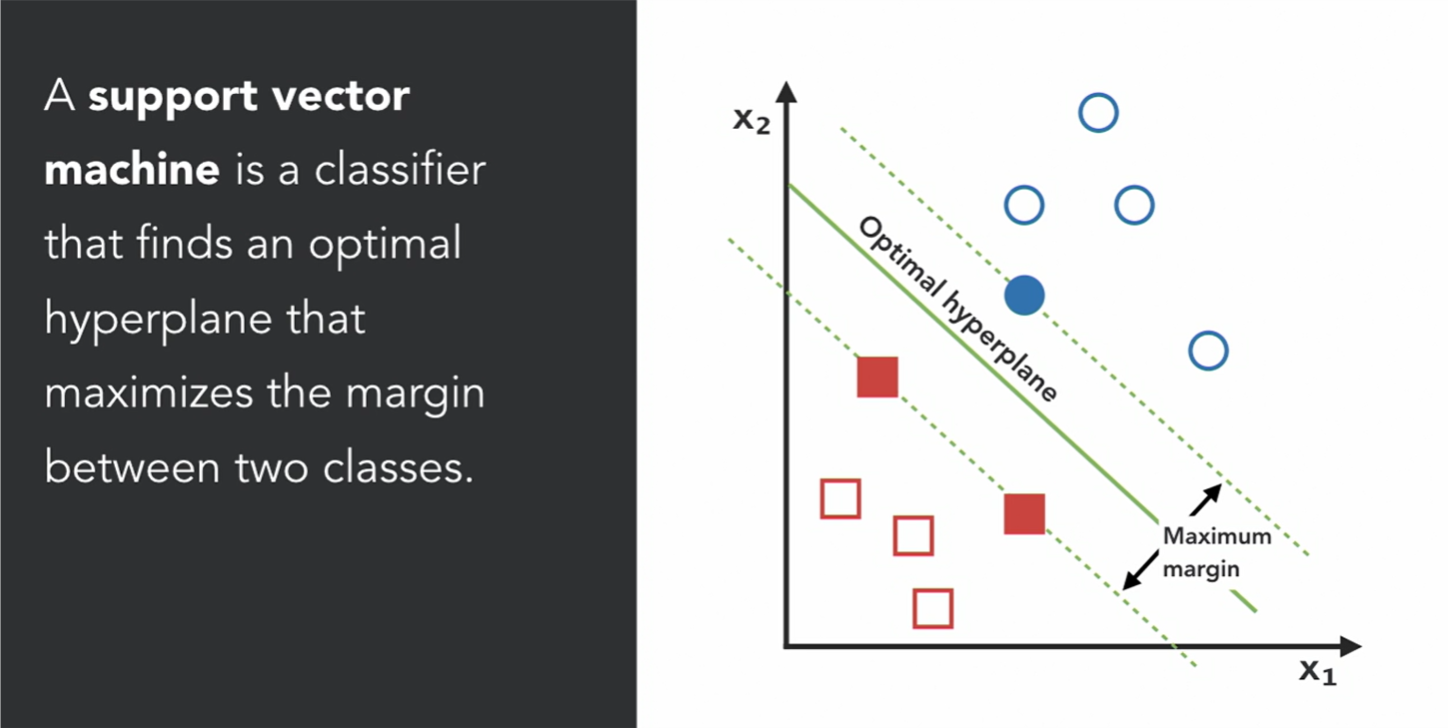 A support vector
machine is a classifier
that finds an optimal
hyperplane that
maximizes the margin
between two classes.
x₂
Optimal hyperplane
Maximum
margin
x₁